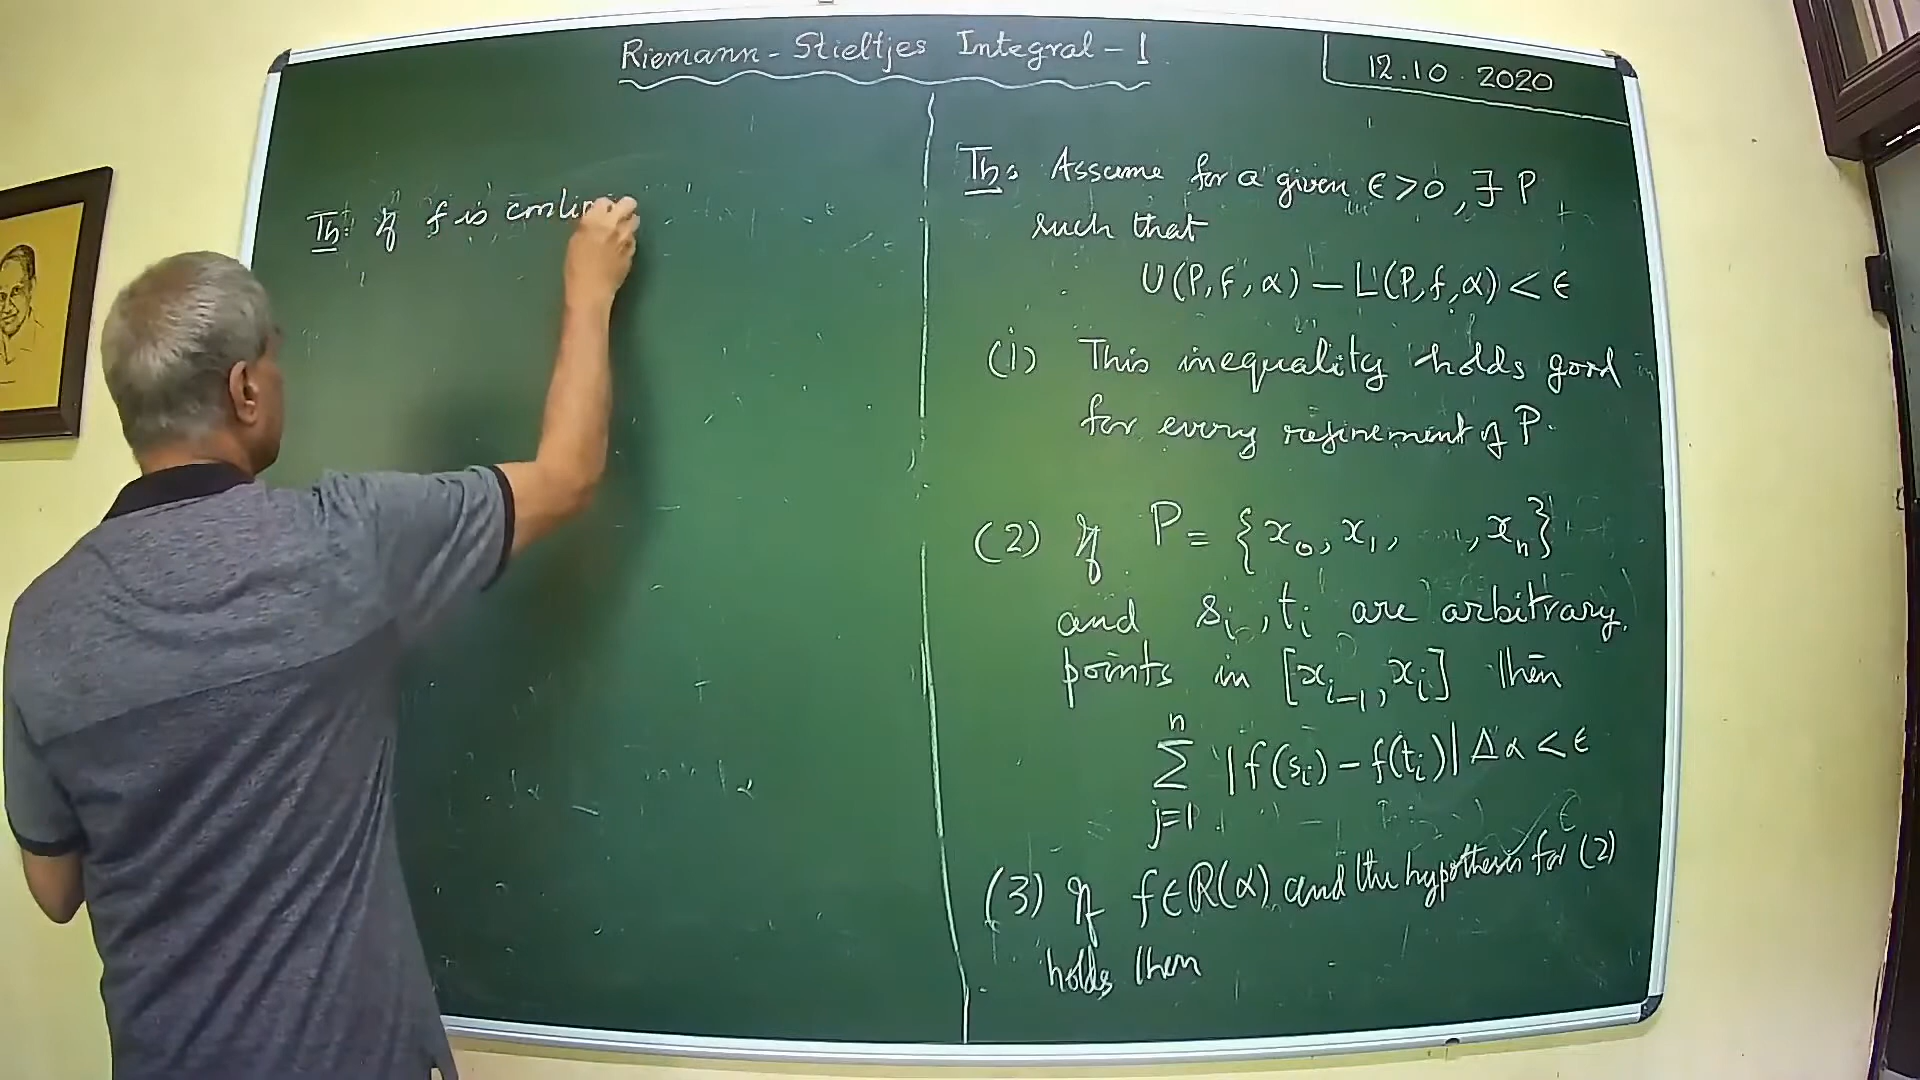 Riemann - Stieltjes Integral - 1
12.10.2020
Th: If f is contin
Th: Assume for a given ϵ > 0, ∃ P
such that
U(P, f, α) − L(P, f, α) < ϵ
(1) This inequality holds good
for every refinement of P.
(2) If P = {x₀, x₁, ..., xₙ}
and sᵢ, tᵢ are arbitrary
points in [xᵢ₋₁, xᵢ] then
n
∑ |f(sᵢ) − f(tᵢ)| Δα < ϵ
j=1
(3) If f ∈ R(α) and the hypothesis for (2)
holds then